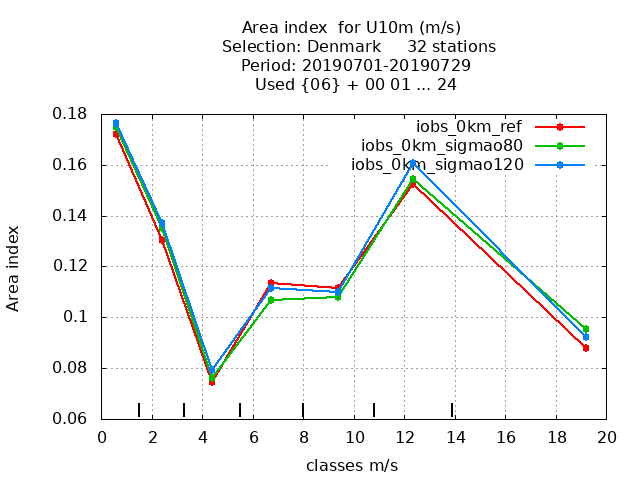 Area index  for U10m (m/s)
Selection: Denmark     32 stations
Period: 20190701-20190729
Used {06} + 00 01 ... 24
iobs_0km_ref
iobs_0km_sigmao80
iobs_0km_sigmao120
Area index
0.18
0.16
0.14
0.12
0.1
0.08
0.06
0 2 4 6 8 10 12 14 16 18 20
classes m/s